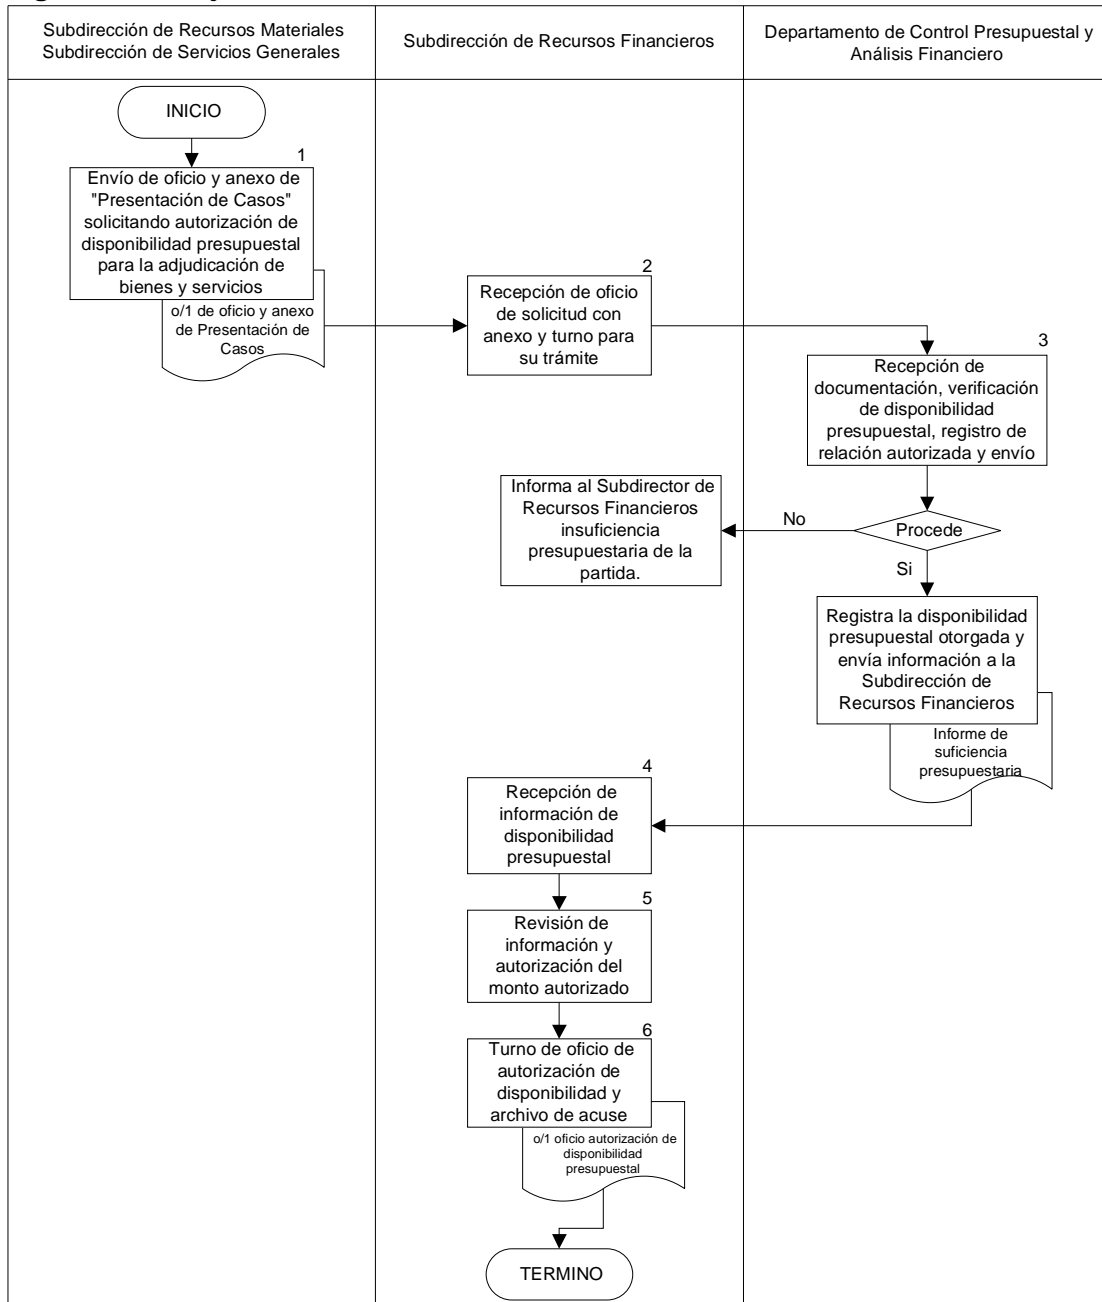 Subdirección de Recursos Materiales
Subdirección de Servicios Generales
Subdirección de Recursos Financieros
Departamento de Control Presupuestal y
Análisis Financiero
INICIO
1
Envío de oficio y anexo de
"Presentación de Casos"
solicitando autorización de
disponibilidad presupuestal
para la adjudicación de
bienes y servicios
o/1 de oficio y anexo
de Presentación de
Casos
2
Recepción de oficio
de solicitud con
anexo y turno para
su trámite
3
Recepción de
documentación, verificación
de disponibilidad
presupuestal, registro de
relación autorizada y envío
Procede
No
Informa al Subdirector de
Recursos Financieros
insuficiencia
presupuestaria de la
partida.
Si
Registra la disponibilidad
presupuestal otorgada y
envía información a la
Subdirección de
Recursos Financieros
Informe de
suficiencia
presupuestaria
4
Recepción de
información de
disponibilidad
presupuestal
5
Revisión de
información y
autorización del
monto autorizado
6
Turno de oficio de
autorización de
disponibilidad y
archivo de acuse
o/1 oficio autorización de
disponibilidad
presupuestal
TERMINO